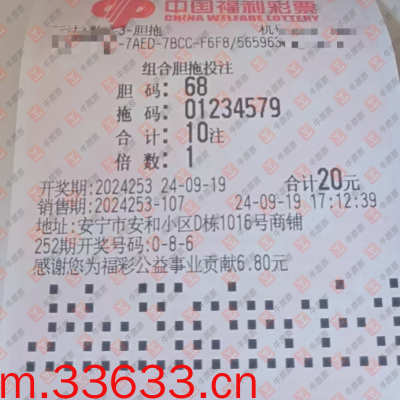 中国福利彩票
CHINA WELFARE LOTTERY
3-胆拖
-7AED-7BCC-F6F8/565963
组合胆拖投注
胆 码: 68
拖 码: 01234579
合 计: 10注
倍 数: 1
开奖期:2024253 24-09-19 合计20元
销售期:2024253-107 24-09-19 17:12:39
地址:安宁市安和小区D栋1016号商铺
252期开奖号码:0-8-6
感谢您为福彩公益事业贡献6.80元
m.33633.cn